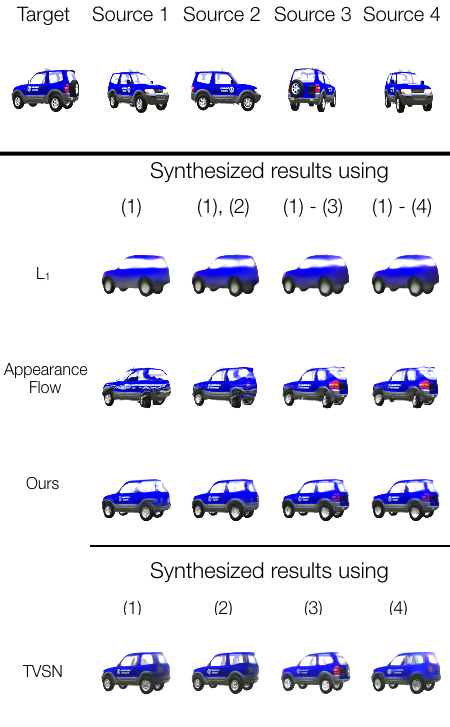 Target Source 1 Source 2 Source 3 Source 4
Synthesized results using
(1) (1), (2) (1) - (3) (1) - (4)
L₁
Appearance
Flow
Ours
Synthesized results using
(1) (2) (3) (4)
TVSN